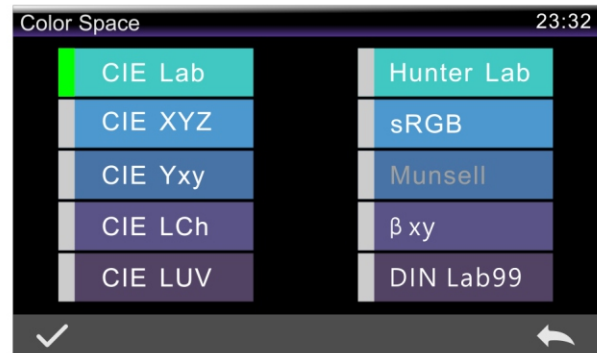 Color Space 23:32
CIE Lab
CIE XYZ
CIE Yxy
CIE LCh
CIE LUV
Hunter Lab
sRGB
Munsell
βxy
DIN Lab99